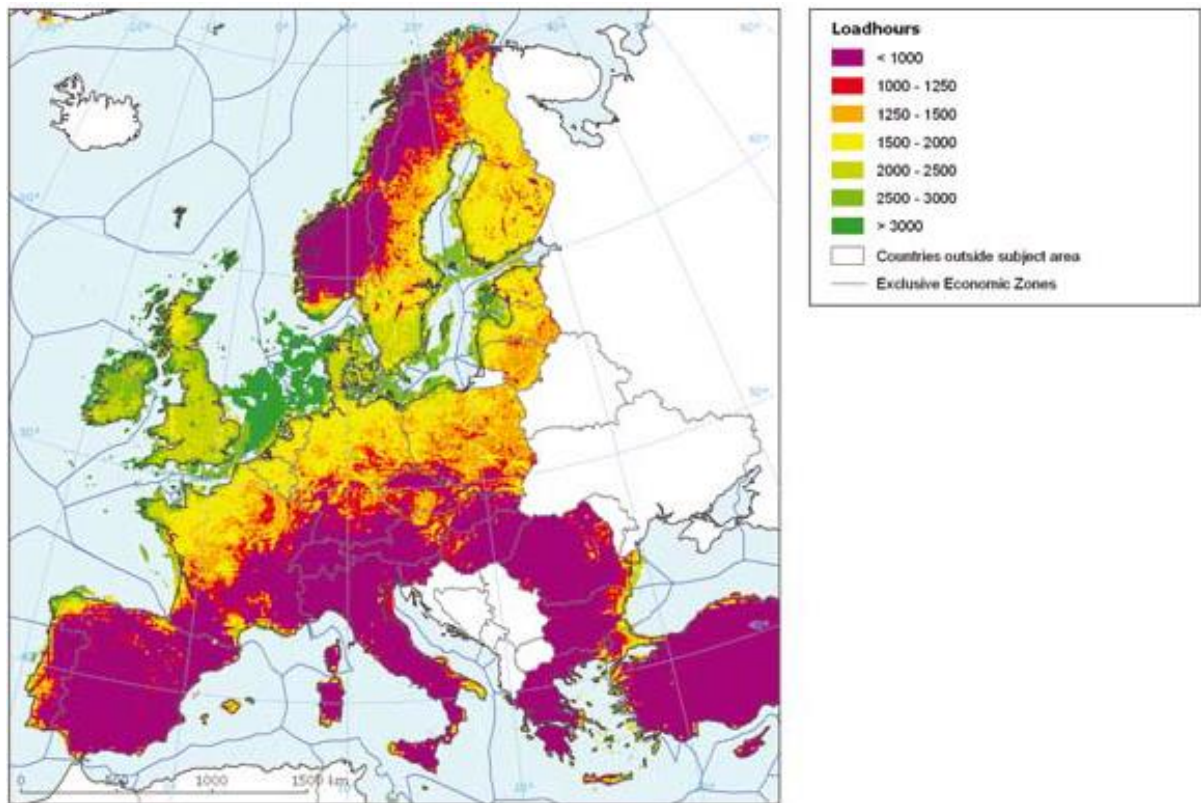 Loadhours
< 1000
1000 - 1250
1250 - 1500
1500 - 2000
2000 - 2500
2500 - 3000
> 3000
Countries outside subject area
Exclusive Economic Zones
0 500 1000 1500 km